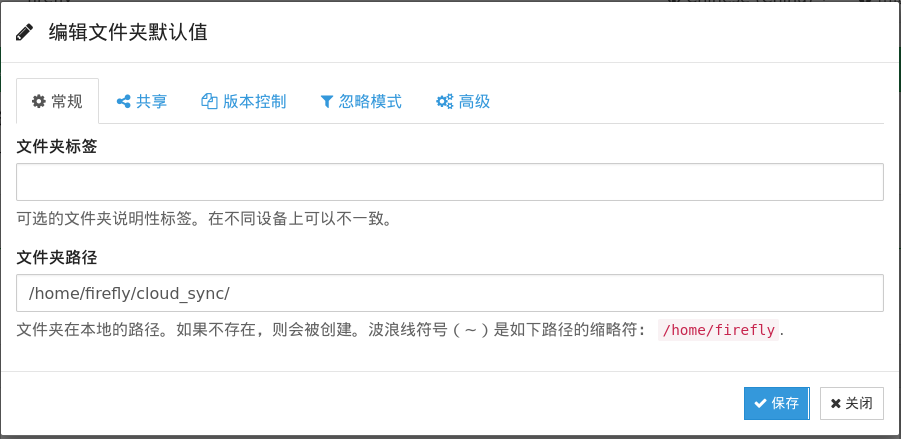 编辑文件夹默认值
常规 共享 版本控制 忽略模式 高级
文件夹标签
可选的文件夹说明性标签。在不同设备上可以不一致。
文件夹路径
/home/firefly/cloud_sync/
文件夹在本地的路径。如果不存在，则会被创建。波浪线符号（~）是如下路径的缩略符： /home/firefly.
保存 关闭